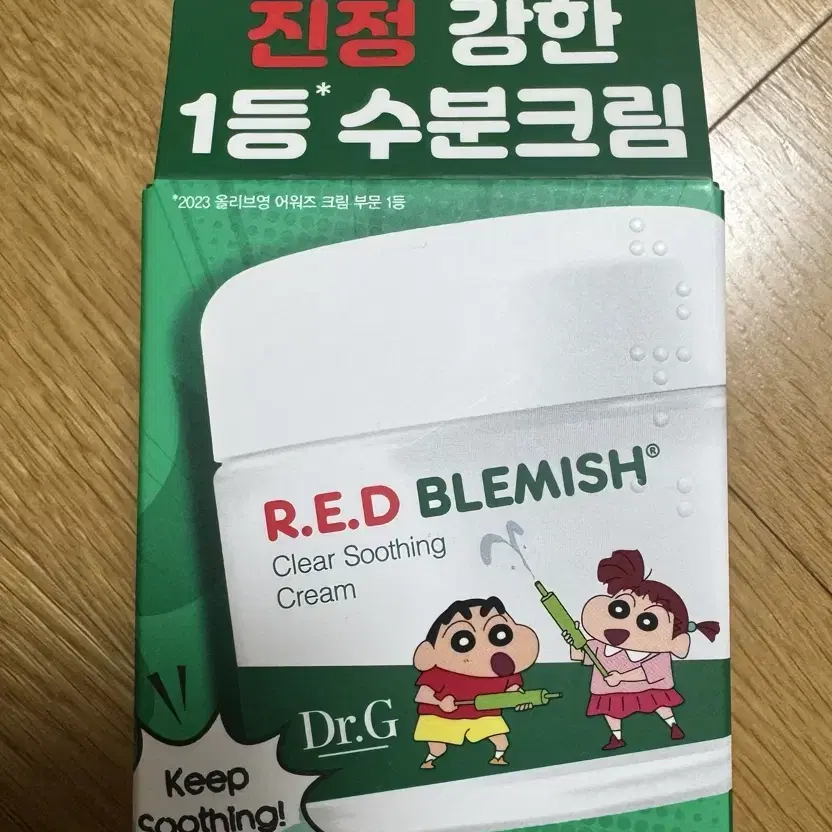 진정 강한
1등* 수분크림
*2023 올리브영 어워즈 크림 부문 1등
R.E.D BLEMISH®
Clear Soothing
Cream
Dr.G
Keep
soothing!